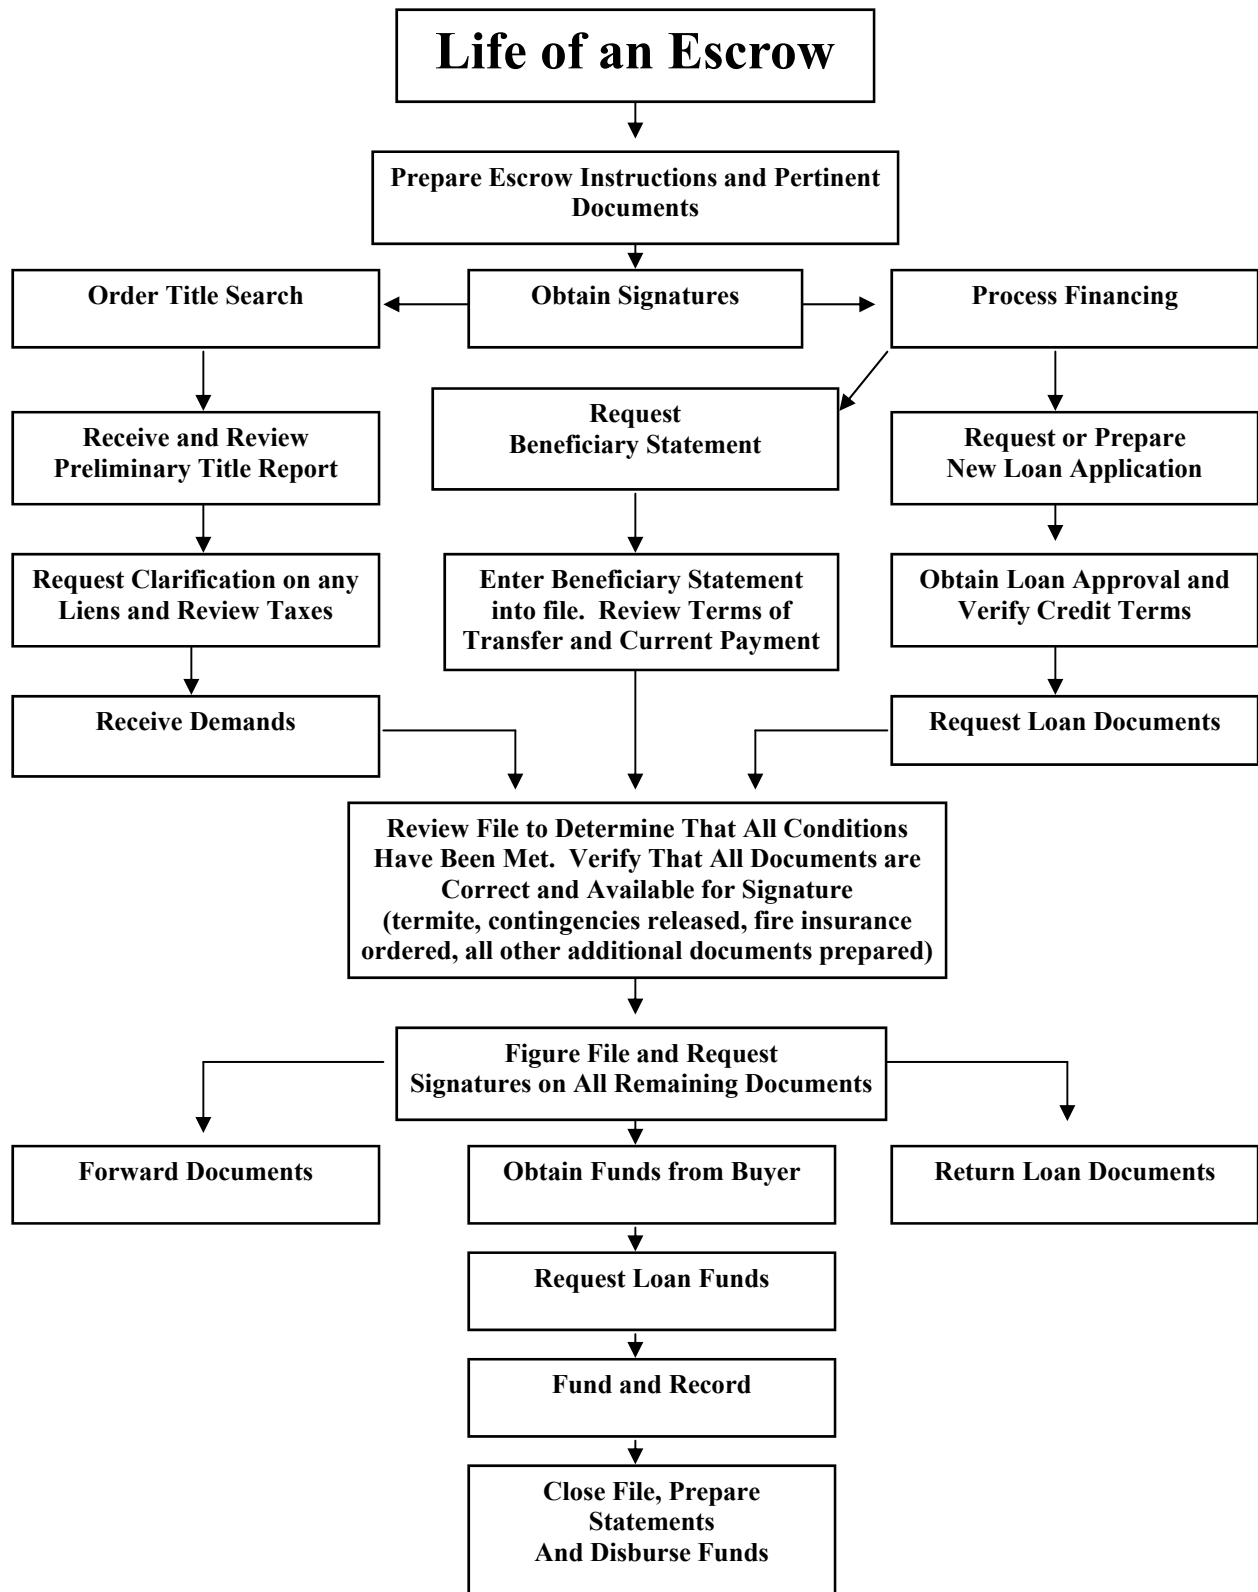 Life of an Escrow
Prepare Escrow Instructions and Pertinent
Documents
Order Title Search
Obtain Signatures
Process Financing
Receive and Review
Preliminary Title Report
Request
Beneficiary Statement
Request or Prepare
New Loan Application
Request Clarification on any
Liens and Review Taxes
Enter Beneficiary Statement
into file.  Review Terms of
Transfer and Current Payment
Obtain Loan Approval and
Verify Credit Terms
Receive Demands
Request Loan Documents
Review File to Determine That All Conditions
Have Been Met.  Verify That All Documents are
Correct and Available for Signature
(termite, contingencies released, fire insurance
ordered, all other additional documents prepared)
Figure File and Request
Signatures on All Remaining Documents
Forward Documents
Obtain Funds from Buyer
Return Loan Documents
Request Loan Funds
Fund and Record
Close File, Prepare
Statements
And Disburse Funds